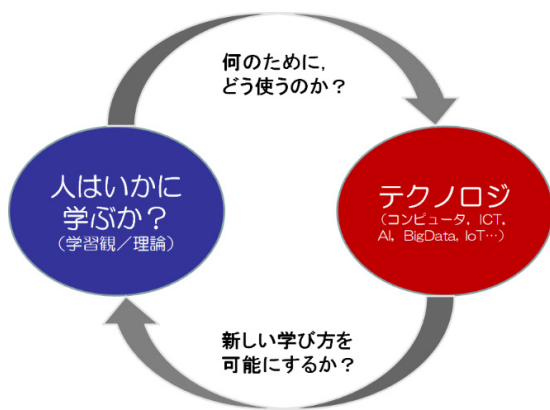 何のために,
どう使うのか？
人はいかに
学ぶか？
（学習観／理論）
テクノロジ
（コンピュータ, ICT,
AI, BigData, IoT…）
新しい学び方を
可能にするか？